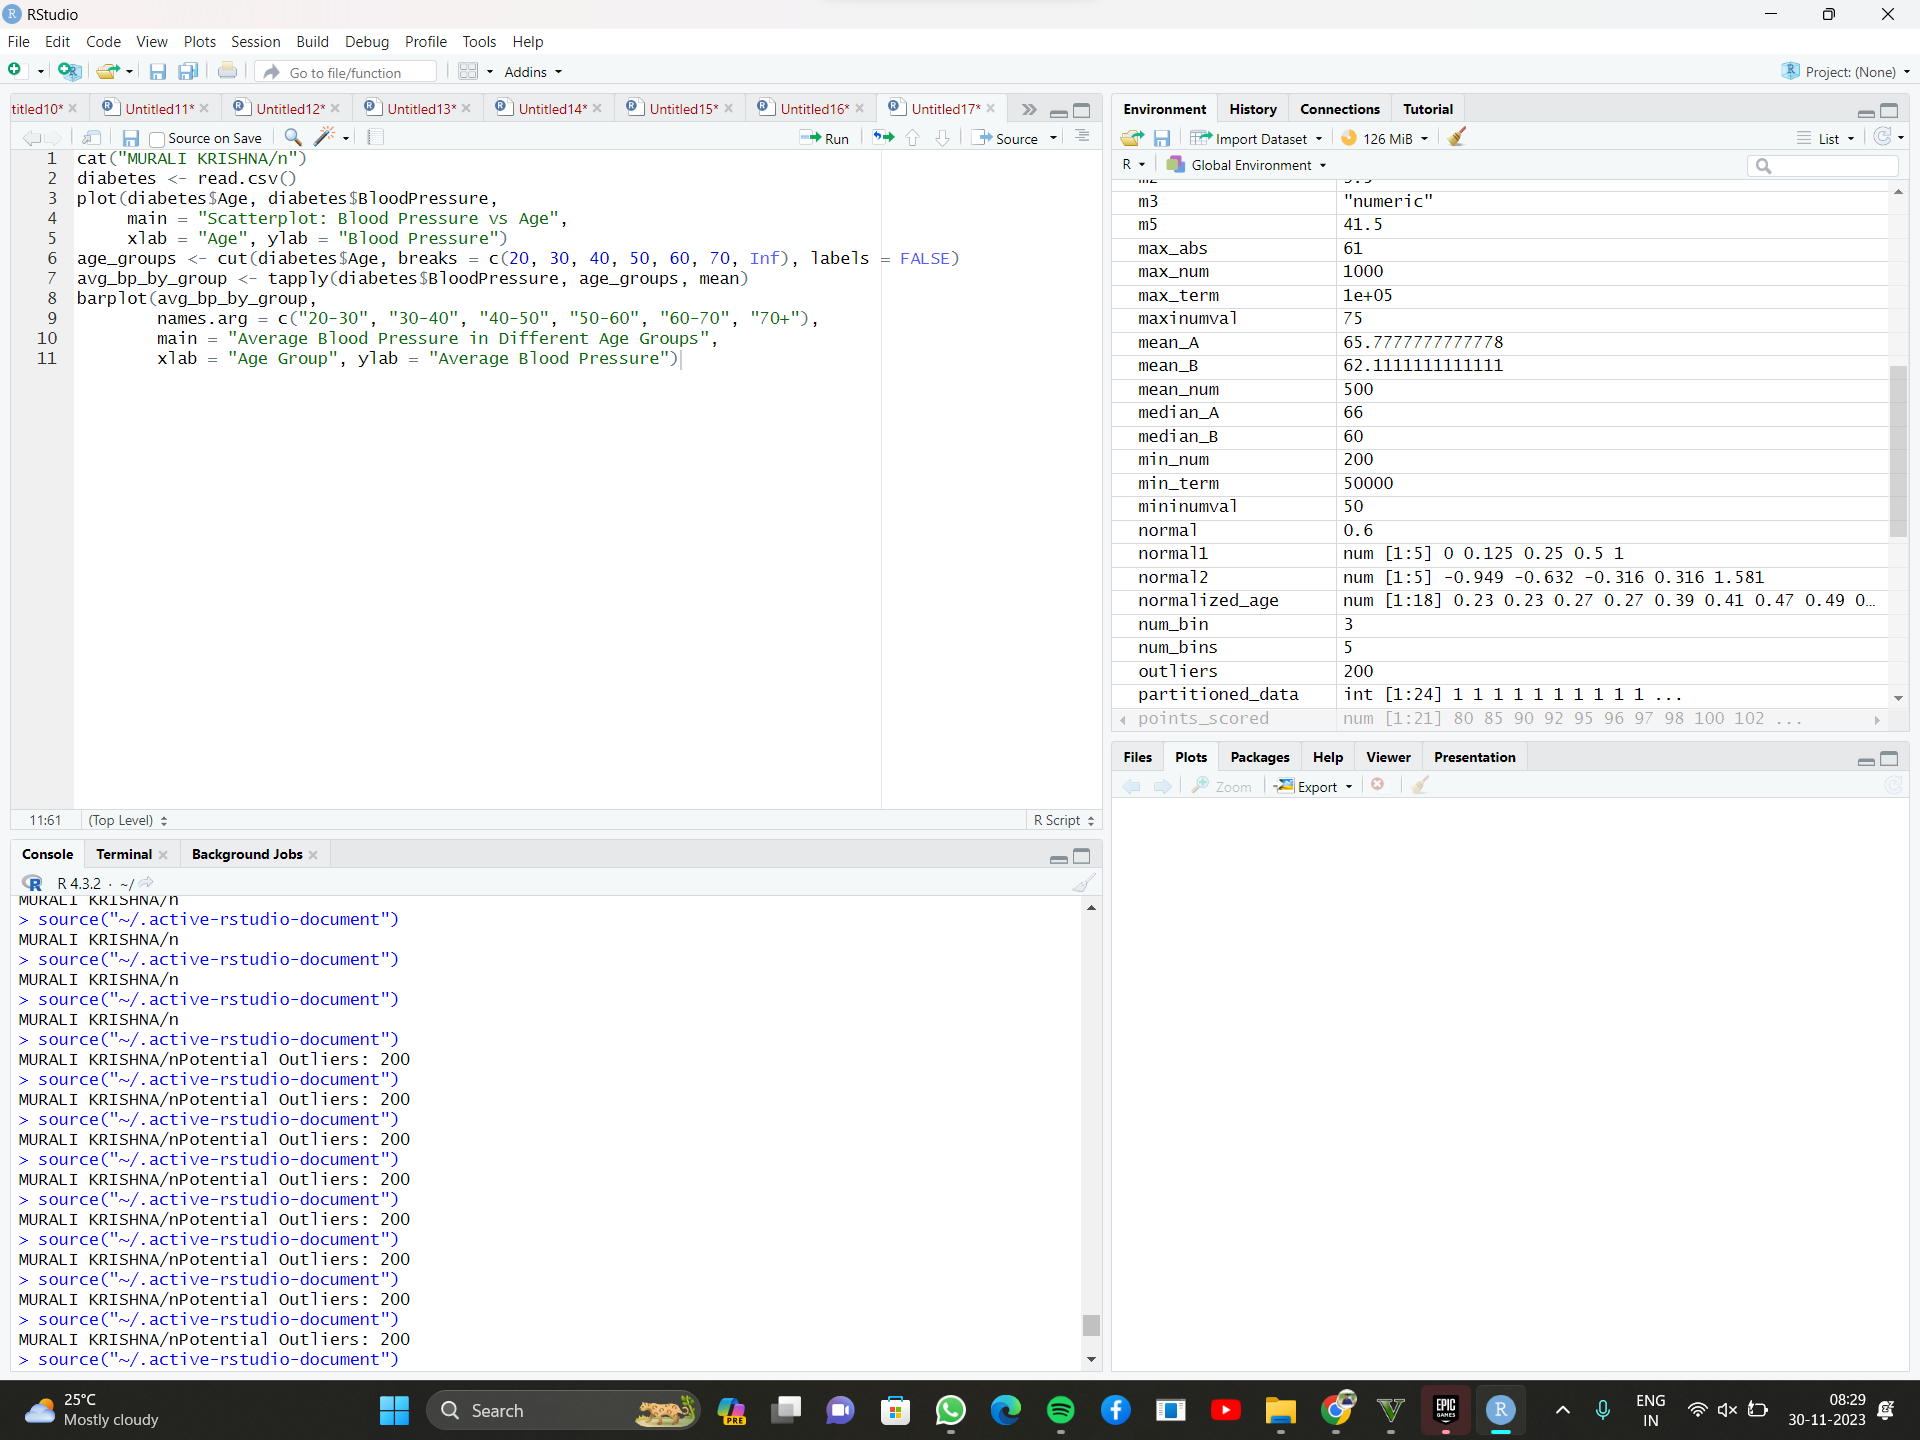 RStudio
File Edit Code View Plots Session Build Debug Profile Tools Help
Go to file/function Addins Project: (None)
titled10* Untitled11* Untitled12* Untitled13* Untitled14* Untitled15* Untitled16* Untitled17*
Source on Save Run Source
1 cat("MURALI KRISHNA/n")
2 diabetes <- read.csv()
3 plot(diabetes$Age, diabetes$BloodPressure,
4 main = "Scatterplot: Blood Pressure vs Age",
5 xlab = "Age", ylab = "Blood Pressure")
6 age_groups <- cut(diabetes$Age, breaks = c(20, 30, 40, 50, 60, 70, Inf), labels = FALSE)
7 avg_bp_by_group <- tapply(diabetes$BloodPressure, age_groups, mean)
8 barplot(avg_bp_by_group,
9 names.arg = c("20-30", "30-40", "40-50", "50-60", "60-70", "70+"),
10 main = "Average Blood Pressure in Different Age Groups",
11 xlab = "Age Group", ylab = "Average Blood Pressure")
11:61 (Top Level) R Script
Console Terminal Background Jobs
R 4.3.2 · ~/
MURALI KRISHNA/n
> source("~/.active-rstudio-document")
MURALI KRISHNA/n
> source("~/.active-rstudio-document")
MURALI KRISHNA/n
> source("~/.active-rstudio-document")
MURALI KRISHNA/n
> source("~/.active-rstudio-document")
MURALI KRISHNA/nPotential Outliers: 200
> source("~/.active-rstudio-document")
MURALI KRISHNA/nPotential Outliers: 200
> source("~/.active-rstudio-document")
MURALI KRISHNA/nPotential Outliers: 200
> source("~/.active-rstudio-document")
MURALI KRISHNA/nPotential Outliers: 200
> source("~/.active-rstudio-document")
MURALI KRISHNA/nPotential Outliers: 200
> source("~/.active-rstudio-document")
MURALI KRISHNA/nPotential Outliers: 200
> source("~/.active-rstudio-document")
MURALI KRISHNA/nPotential Outliers: 200
> source("~/.active-rstudio-document")
MURALI KRISHNA/nPotential Outliers: 200
> source("~/.active-rstudio-document")
Environment History Connections Tutorial
Import Dataset 126 MiB List
R Global Environment
m3 "numeric"
m5 41.5
max_abs 61
max_num 1000
max_term 1e+05
maxinumval 75
mean_A 65.7777777777778
mean_B 62.1111111111111
mean_num 500
median_A 66
median_B 60
min_num 200
min_term 50000
mininumval 50
normal 0.6
normal1 num [1:5] 0 0.125 0.25 0.5 1
normal2 num [1:5] -0.949 -0.632 -0.316 0.316 1.581
normalized_age num [1:18] 0.23 0.23 0.27 0.27 0.39 0.41 0.47 0.49 0…
num_bin 3
num_bins 5
outliers 200
partitioned_data int [1:24] 1 1 1 1 1 1 1 1 1 1 ...
points_scored num [1:21] 80 85 90 92 95 96 97 98 100 102 ...
Files Plots Packages Help Viewer Presentation
Zoom Export
25°C
Mostly cloudy
Search
PRE
EPIC
GAMES
R
ENG
IN
08:29
30-11-2023